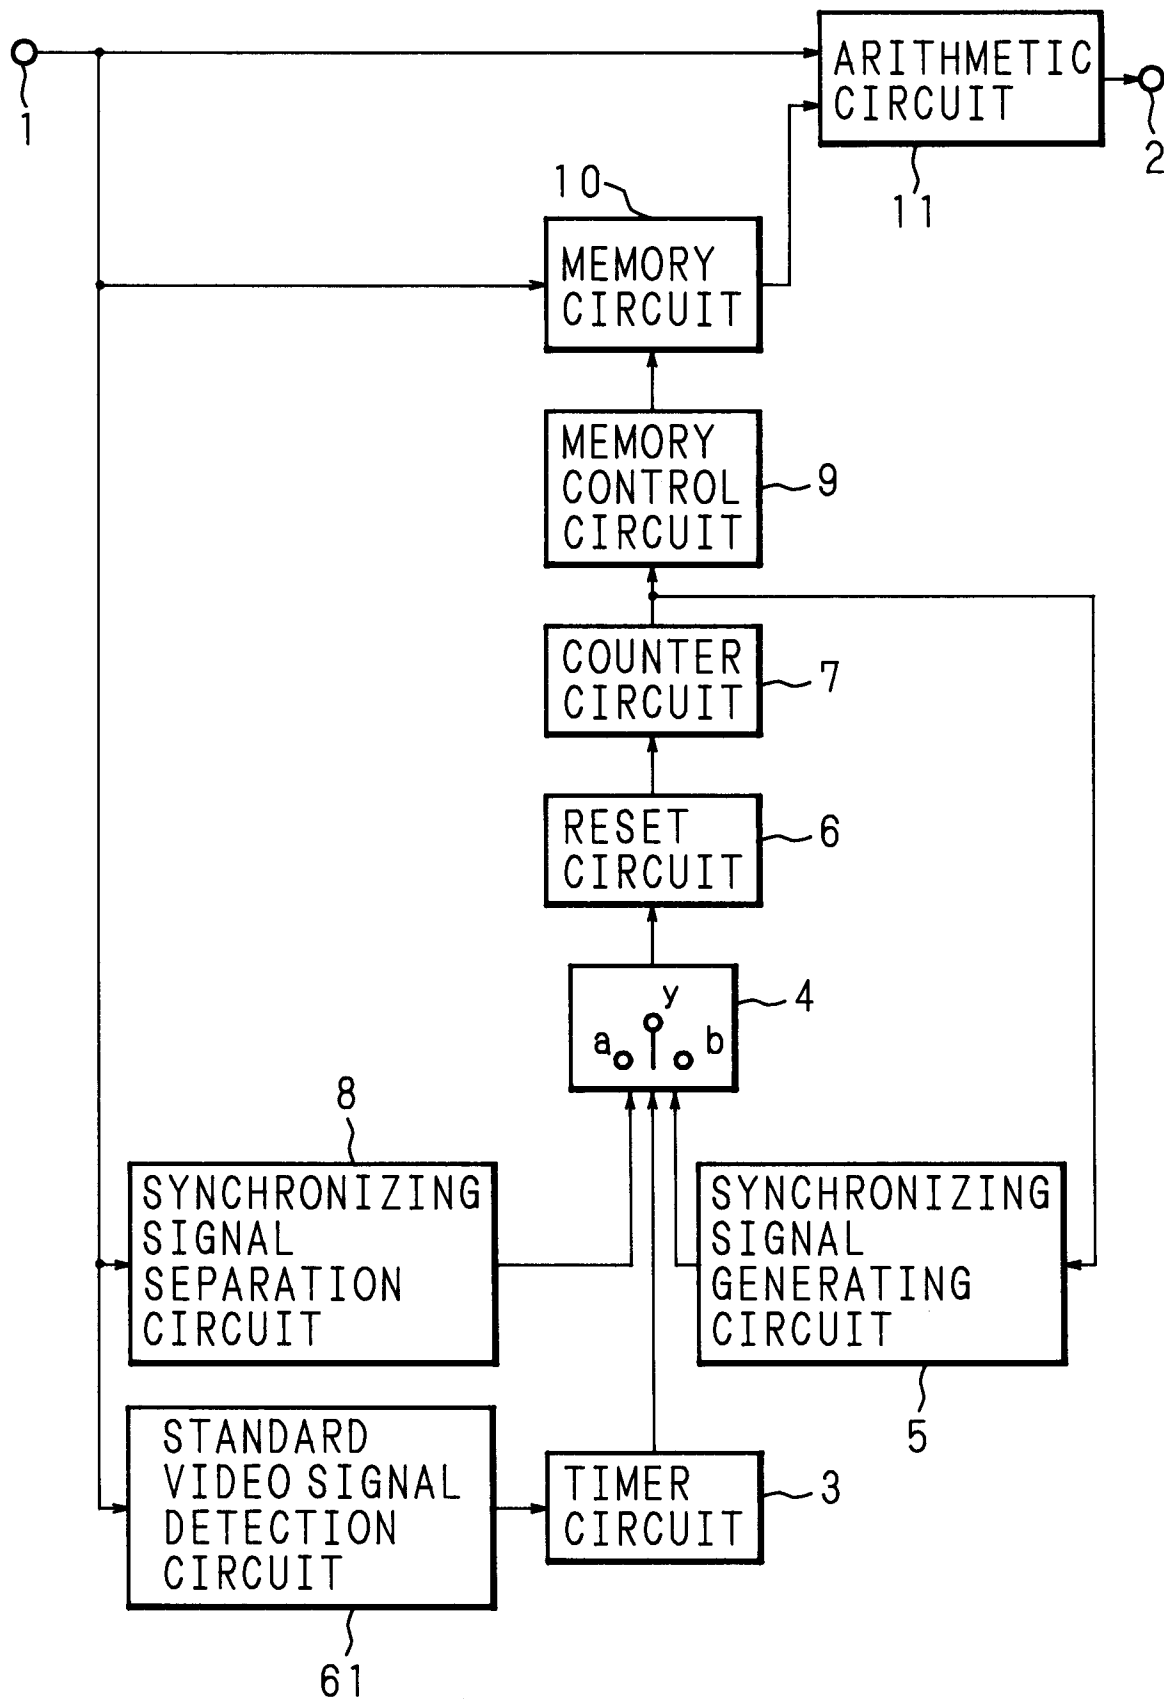 1
ARITHMETIC
CIRCUIT
2
11
10
MEMORY
CIRCUIT
MEMORY
CONTROL
CIRCUIT
9
COUNTER
CIRCUIT
7
RESET
CIRCUIT
6
y
a
b
4
8
SYNCHRONIZING
SIGNAL
SEPARATION
CIRCUIT
SYNCHRONIZING
SIGNAL
GENERATING
CIRCUIT
5
STANDARD
VIDEO SIGNAL
DETECTION
CIRCUIT
61
TIMER
CIRCUIT
3